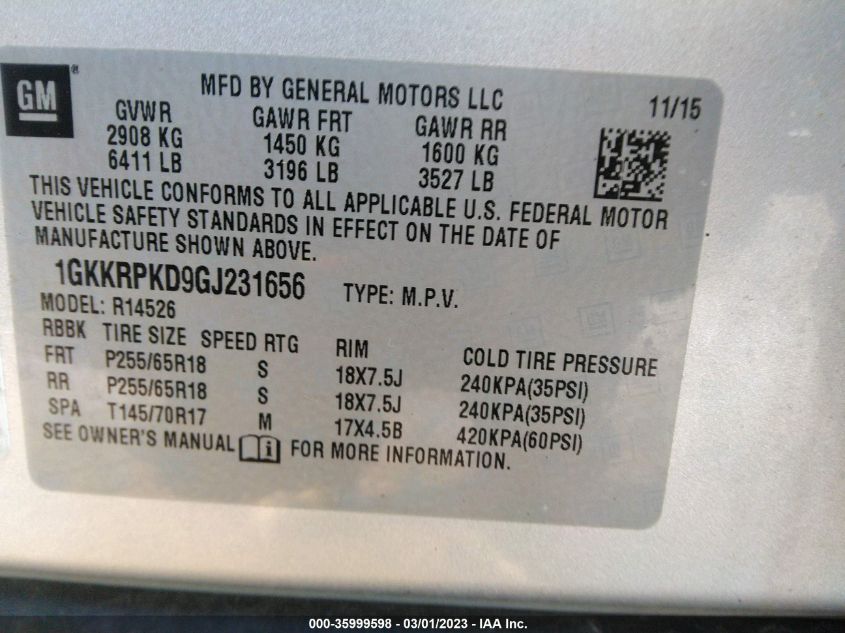 GM
MFD BY GENERAL MOTORS LLC
11/15
GVWR GAWR FRT GAWR RR
2908 KG 1450 KG 1600 KG
6411 LB 3196 LB 3527 LB
THIS VEHICLE CONFORMS TO ALL APPLICABLE U.S. FEDERAL MOTOR
VEHICLE SAFETY STANDARDS IN EFFECT ON THE DATE OF
MANUFACTURE SHOWN ABOVE.
1GKKRPKD9GJ231656 TYPE: M.P.V.
MODEL: R14526
RBBK TIRE SIZE SPEED RTG RIM COLD TIRE PRESSURE
FRT P255/65R18 S 18X7.5J 240KPA(35PSI)
RR P255/65R18 S 18X7.5J 240KPA(35PSI)
SPA T145/70R17 M 17X4.5B 420KPA(60PSI)
SEE OWNER'S MANUAL FOR MORE INFORMATION.
000-35999598 - 03/01/2023 - IAA Inc.